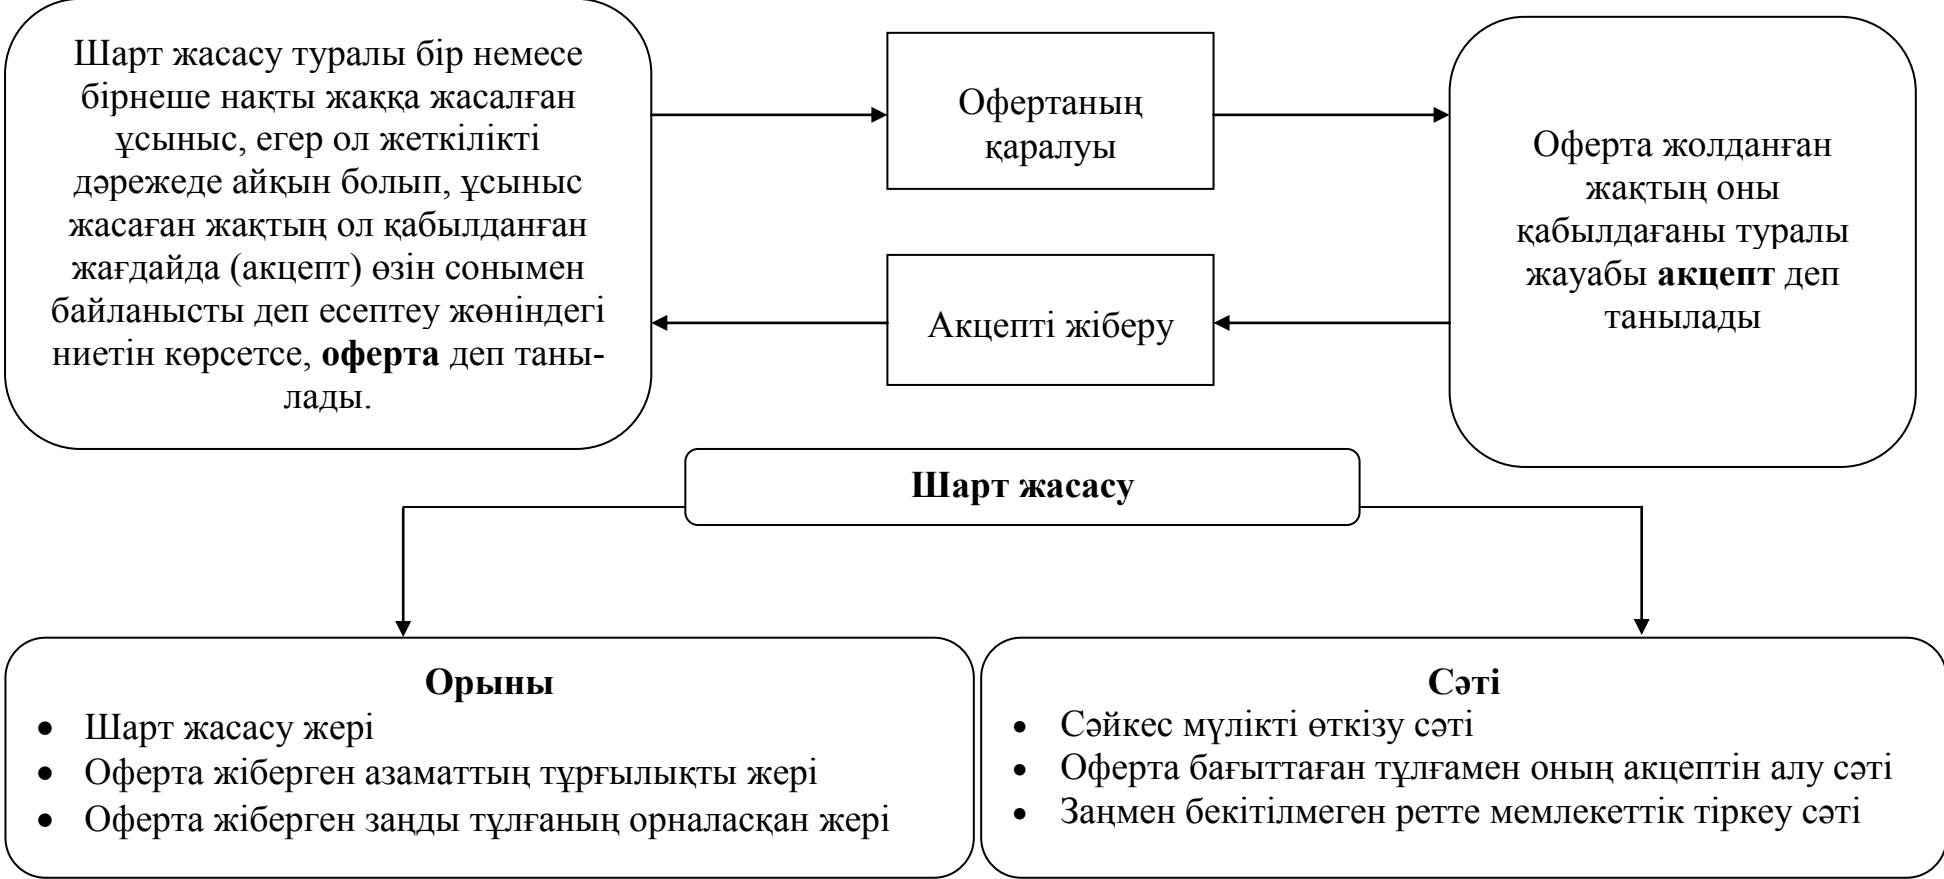 Шарт жасасу туралы бір немесе
бірнеше нақты жаққа жасалған
ұсыныс, егер ол жеткілікті
дәрежеде айқын болып, ұсыныс
жасаған жақтың ол қабылданған
жағдайда (акцепт) өзін сонымен
байланысты деп есептеу жөніндегі
ниетін көрсетсе, оферта деп таны-
лады.
Офертаның
қаралуы
Акцепті жіберу
Оферта жолданған
жақтың оны
қабылдағаны туралы
жауабы акцепт деп
танылады
Шарт жасасу
Орыны
• Шарт жасасу жері
• Оферта жіберген азаматтың тұрғылықты жері
• Оферта жіберген заңды тұлғаның орналасқан жері
Сәті
• Сәйкес мүлікті өткізу сәті
• Оферта бағыттаған тұлғамен оның акцептін алу сәті
• Заңмен бекітілмеген ретте мемлекеттік тіркеу сәті